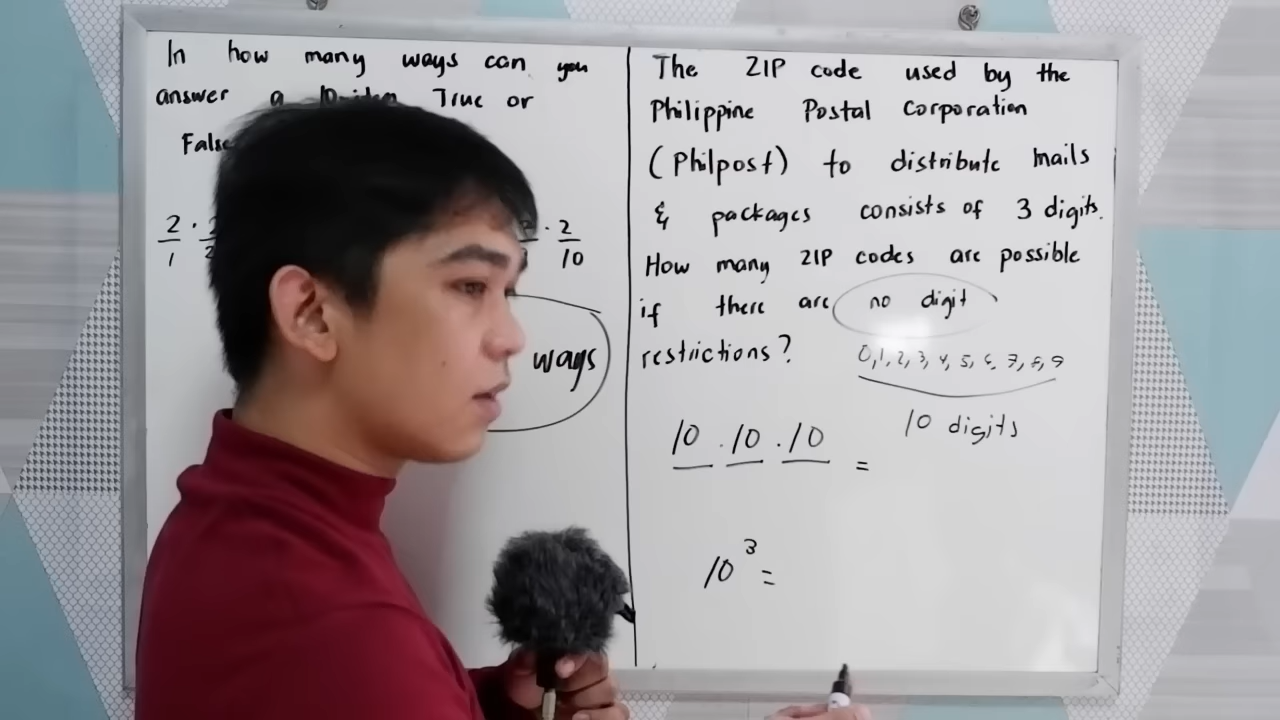 In how many ways can you
answer a 10-item True or
False
2 . 2 . 2
1 2 10
ways
The ZIP code used by the
Philippine Postal Corporation
(Philpost) to distribute mails
& packages consists of 3 digits.
How many ZIP codes are possible
if there are no digit
restrictions?
0,1,2,3,4,5,6,7,8,9
10 . 10 . 10 =
10 digits
10³ =